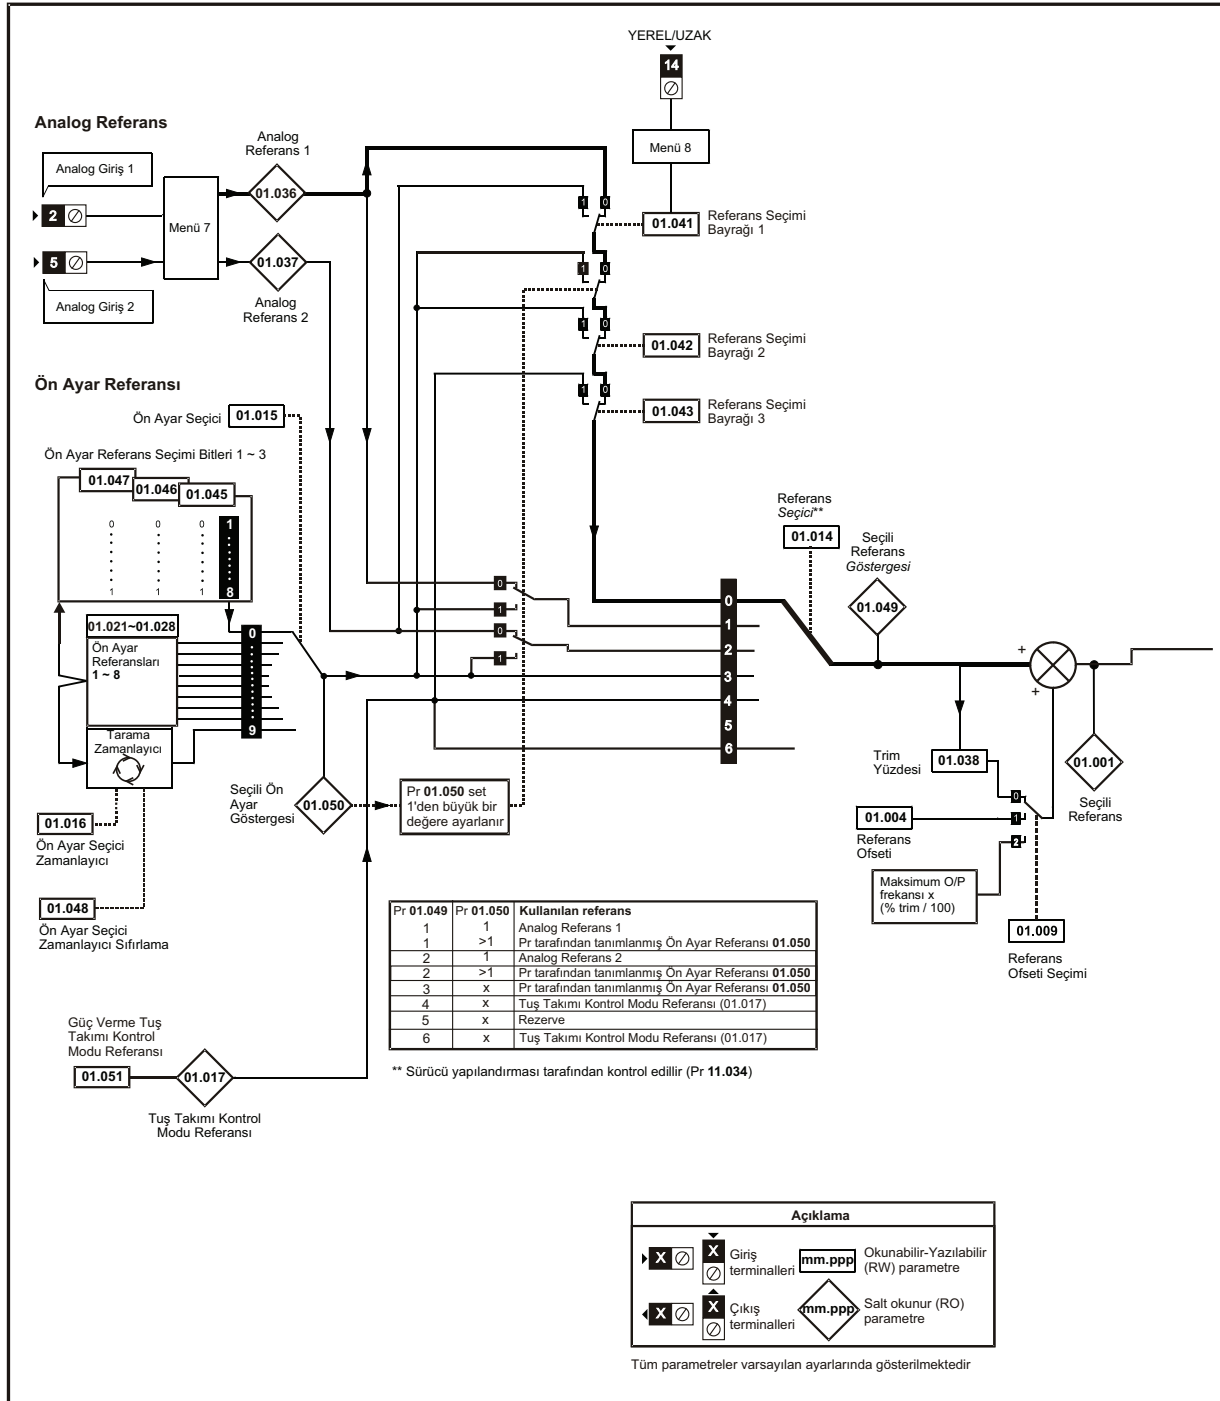 YEREL/UZAK
14
Menü 8
Analog Referans
Analog Giriş 1
2
5
Analog Giriş 2
Menü 7
Analog
Referans 1
01.036
01.037
Analog
Referans 2
1 0
01.041
Referans Seçimi
Bayrağı 1
1 0
1 0
01.042
Referans Seçimi
Bayrağı 2
1 0
01.043
Referans Seçimi
Bayrağı 3
Ön Ayar Referansı
Ön Ayar Seçici
01.015
Ön Ayar Referans Seçimi Bitleri 1 ~ 3
01.047
01.046
01.045
0 0 0 1
1 1 1 8
01.021~01.028
Ön Ayar
Referansları
1 ~ 8
Tarama
Zamanlayıcı
0
9
01.016
Ön Ayar Seçici
Zamanlayıcı
01.048
Ön Ayar Seçici
Zamanlayıcı Sıfırlama
Seçili Ön
Ayar
Göstergesi
01.050
Pr 01.050 set
1'den büyük bir
değere ayarlanır
0
1
0
1
0
1
2
3
4
5
6
Referans
Seçici**
01.014
Seçili
Referans
Göstergesi
01.049
+
+
01.001
Seçili
Referans
Trim
Yüzdesi
01.038
01.004
Referans
Ofseti
0
1
2
Maksimum O/P
frekansı x
(% trim / 100)
01.009
Referans
Ofseti Seçimi
Pr 01.049 Pr 01.050 Kullanılan referans
1 1 Analog Referans 1
1 >1 Pr tarafından tanımlanmış Ön Ayar Referansı 01.050
2 1 Analog Referans 2
2 >1 Pr tarafından tanımlanmış Ön Ayar Referansı 01.050
3 x Pr tarafından tanımlanmış Ön Ayar Referansı 01.050
4 x Tuş Takımı Kontrol Modu Referansı (01.017)
5 x Rezerve
6 x Tuş Takımı Kontrol Modu Referansı (01.017)
** Sürücü yapılandırması tarafından kontrol edillir (Pr 11.034)
Güç Verme Tuş
Takımı Kontrol
Modu Referansı
01.051
01.017
Tuş Takımı Kontrol
Modu Referansı
Açıklama
X
X
Giriş
terminalleri
mm.ppp
Okunabilir-Yazılabilir
(RW) parametre
X
X
Çıkış
terminalleri
mm.ppp
Salt okunur (RO)
parametre
Tüm parametreler varsayılan ayarlarında gösterilmektedir